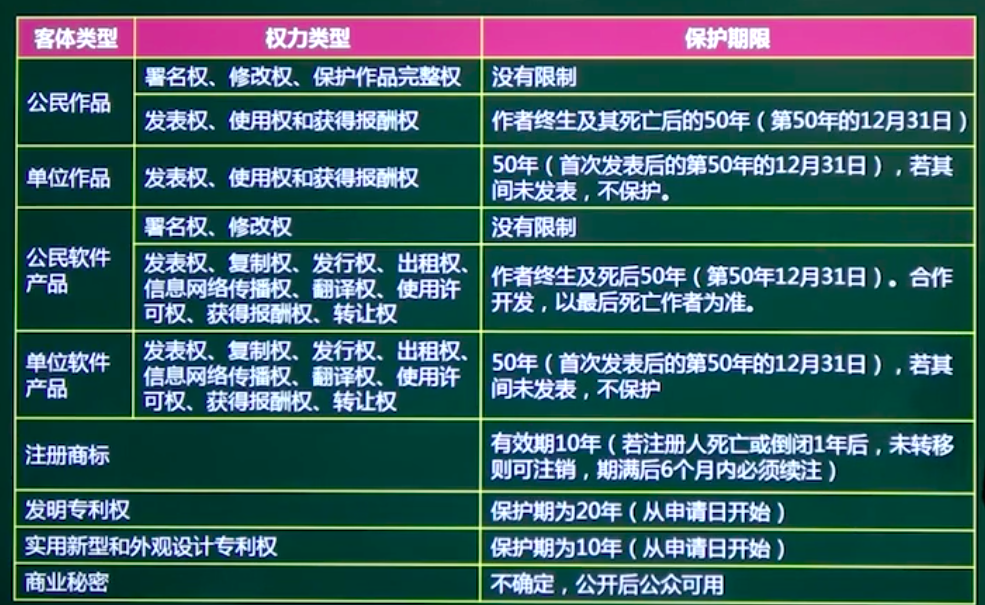 客体类型 权力类型 保护期限
公民作品
署名权、修改权、保护作品完整权 没有限制
发表权、使用权和获得报酬权 作者终生及其死亡后的50年（第50年的12月31日）
单位作品 发表权、使用权和获得报酬权
50年（首次发表后的第50年的12月31日），若其
间未发表，不保护。
公民软件
产品
署名权、修改权 没有限制
发表权、复制权、发行权、出租权、
信息网络传播权、翻译权、使用许
可权、获得报酬权、转让权
作者终生及死后50年（第50年12月31日）。合作
开发，以最后死亡作者为准。
单位软件
产品
发表权、复制权、发行权、出租权、
信息网络传播权、翻译权、使用许
可权、获得报酬权、转让权
50年（首次发表后的第50年的12月31日），若其
间未发表，不保护
注册商标
有效期10年（若注册人死亡或倒闭1年后，未转移
则可注销，期满后6个月内必须续注）
发明专利权 保护期为20年（从申请日开始）
实用新型和外观设计专利权 保护期为10年（从申请日开始）
商业秘密 不确定，公开后公众可用